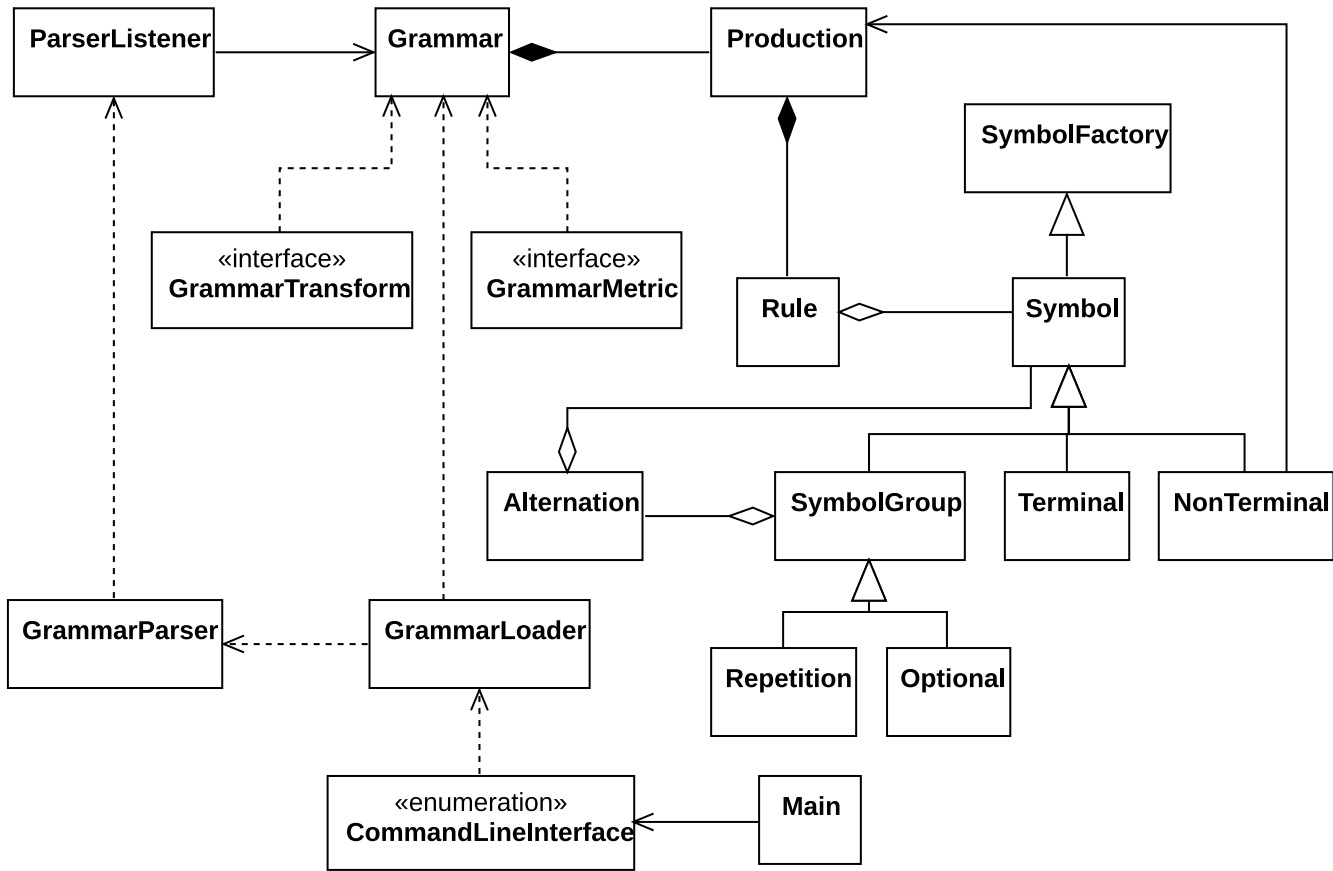 ParserListener
Grammar
Production
SymbolFactory
«interface»
GrammarTransform
«interface»
GrammarMetric
Rule
Symbol
Alternation
SymbolGroup
Terminal
NonTerminal
GrammarParser
GrammarLoader
Repetition
Optional
«enumeration»
CommandLineInterface
Main